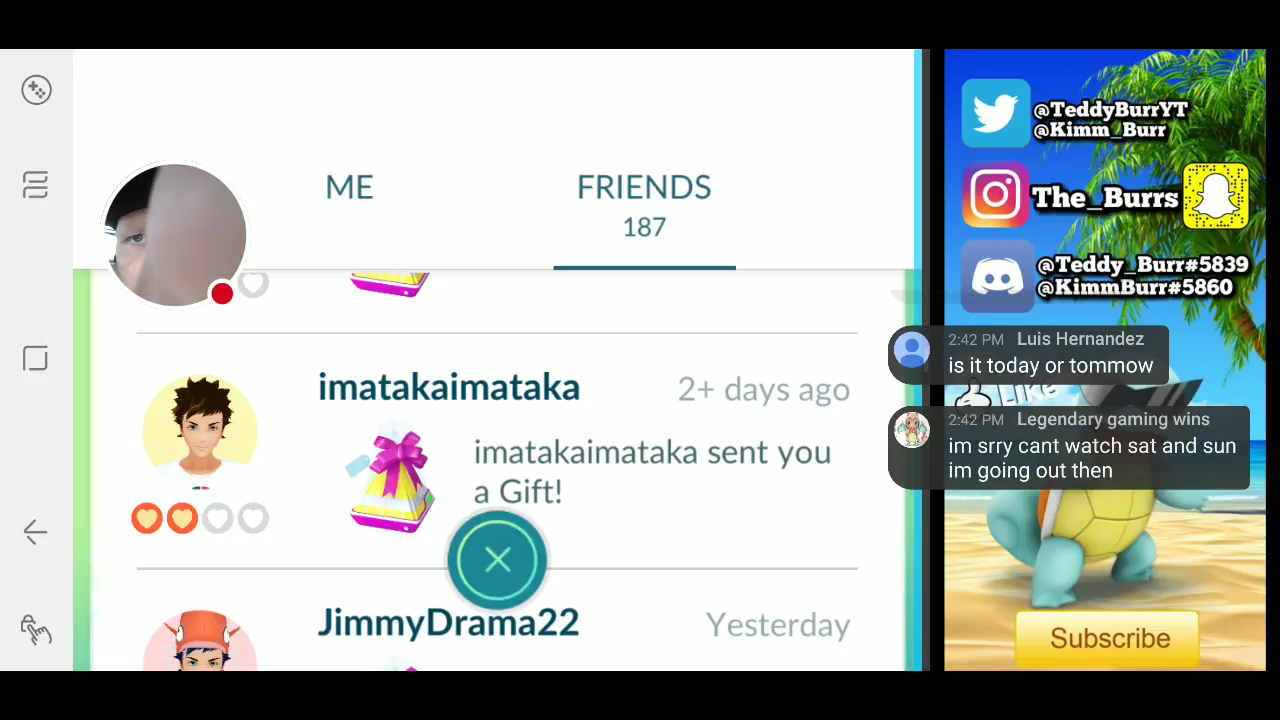 ME
FRIENDS
187
imatakaimataka
2+ days ago
imatakaimataka sent you
a Gift!
JimmyDrama22
Yesterday
@TeddyBurrYT
@Kimm_Burr
The_Burrs
@Teddy_Burr#5839
@KimmBurr#5860
2:42 PM Luis Hernandez
is it today or tommow
LIKE
2:42 PM Legendary gaming wins
im srry cant watch sat and sun
im going out then
Subscribe